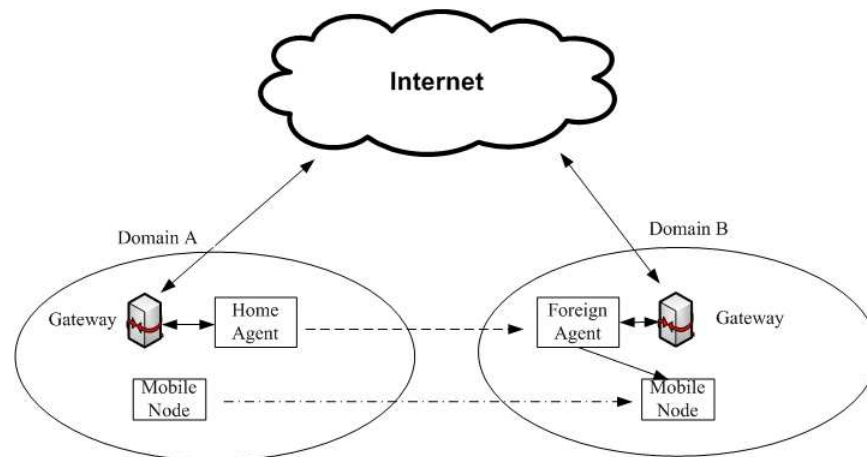 Internet
Domain A
Domain B
Gateway
Home
Agent
Foreign
Agent
Gateway
Mobile
Node
Mobile
Node